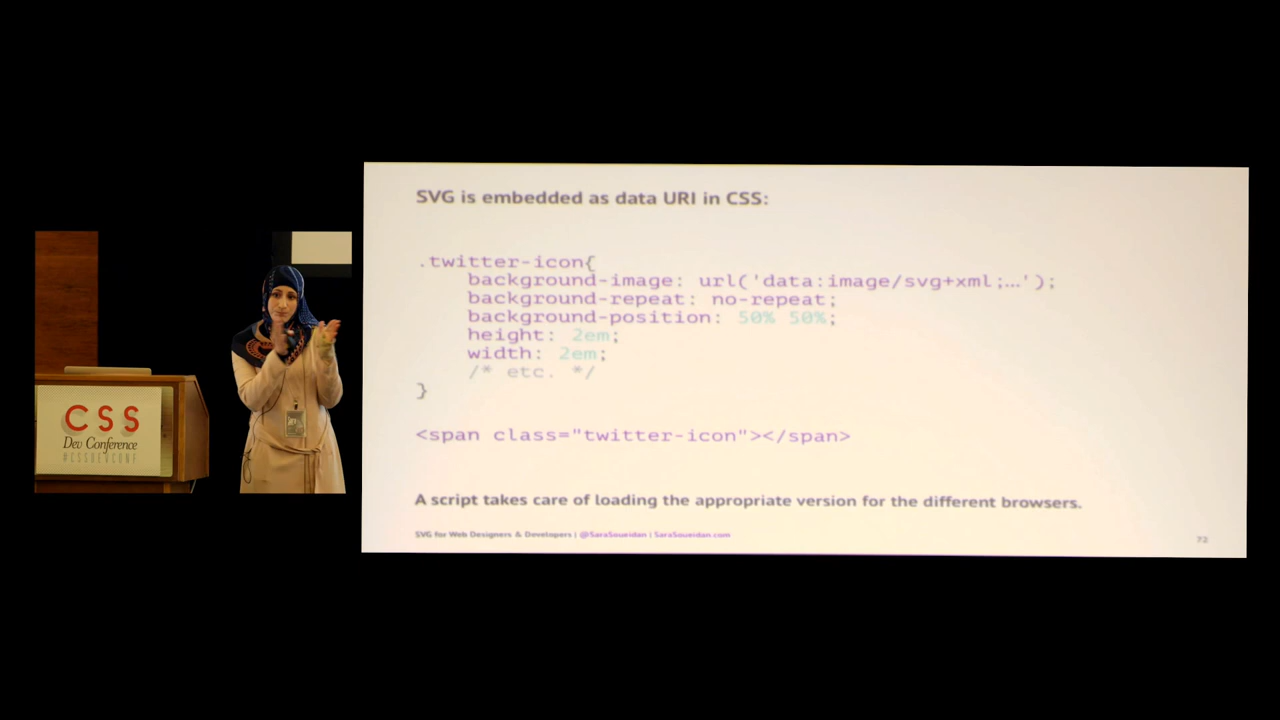 SVG is embedded as data URI in CSS:
.twitter-icon{
background-image: url('data:image/svg+xml;…');
background-repeat: no-repeat;
background-position: 50% 50%;
height: 2em;
width: 2em;
/* etc. */
}
<span class="twitter-icon"></span>
A script takes care of loading the appropriate version for the different browsers.
SVG for Web Designers & Developers | @SaraSoueidan | SaraSoueidan.com
72
CSS
Dev Conference
#CSSDEVCONF